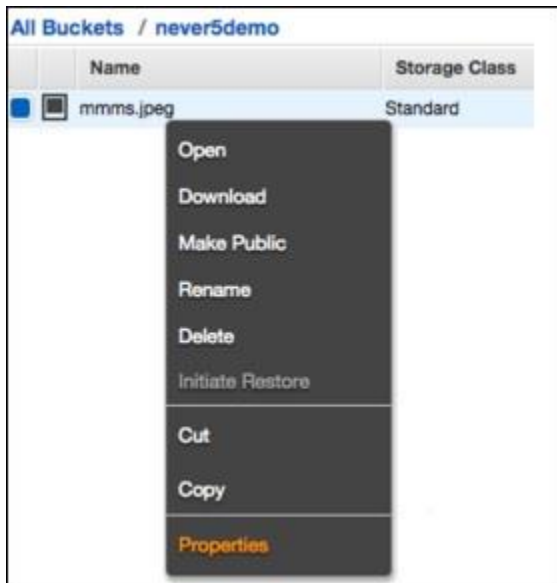 All Buckets / never5demo
Name Storage Class
mmms.jpeg Standard
Open
Download
Make Public
Rename
Delete
Initiate Restore
Cut
Copy
Properties